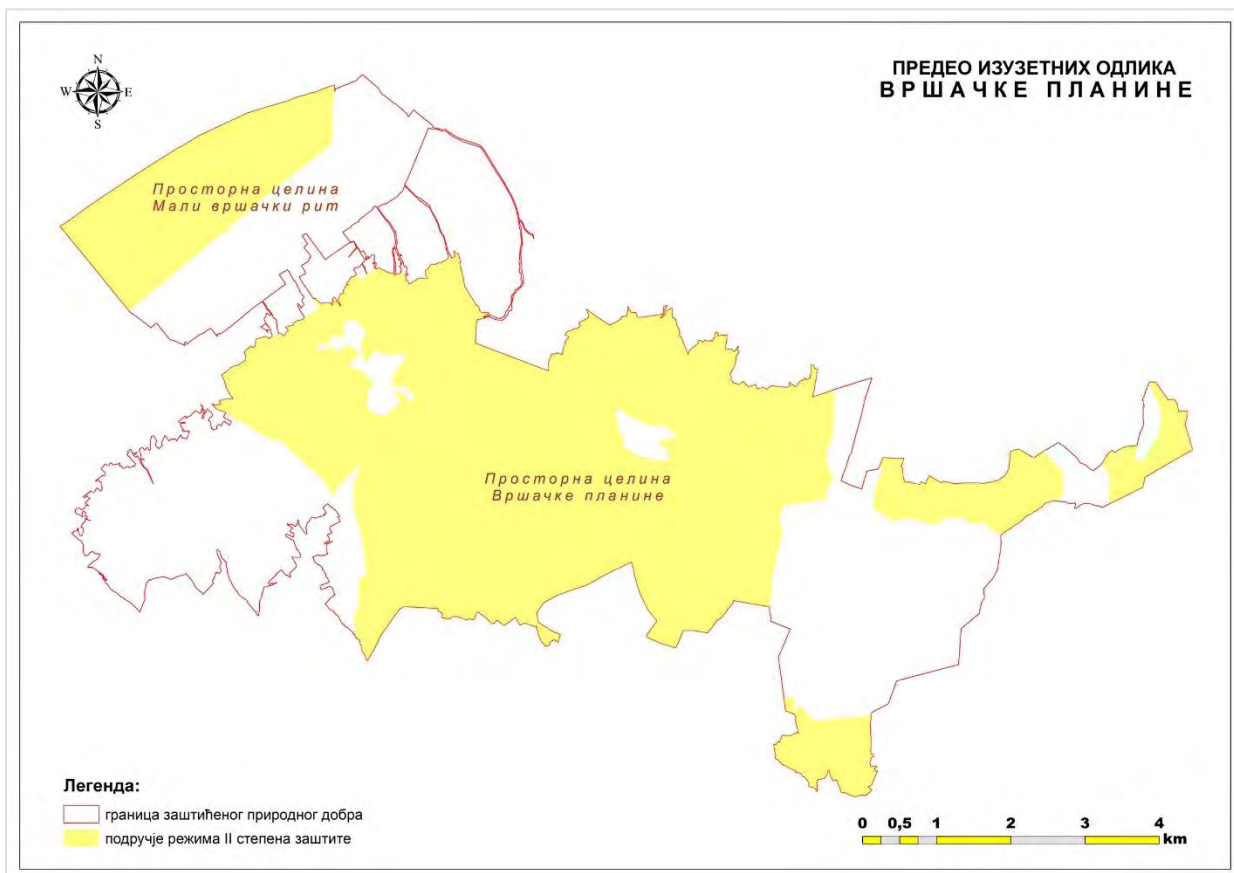 N
W E
S
ПРЕДЕО ИЗУЗЕТНИХ ОДЛИКА
ВРШАЧКЕ ПЛАНИНЕ
Просторна целина
Мали вршачки рит
Просторна целина
Вршачке планине
Легенда:
граница заштићеног природног добра
подручје режима II степена заштите
0 0,5 1 2 3 4
km